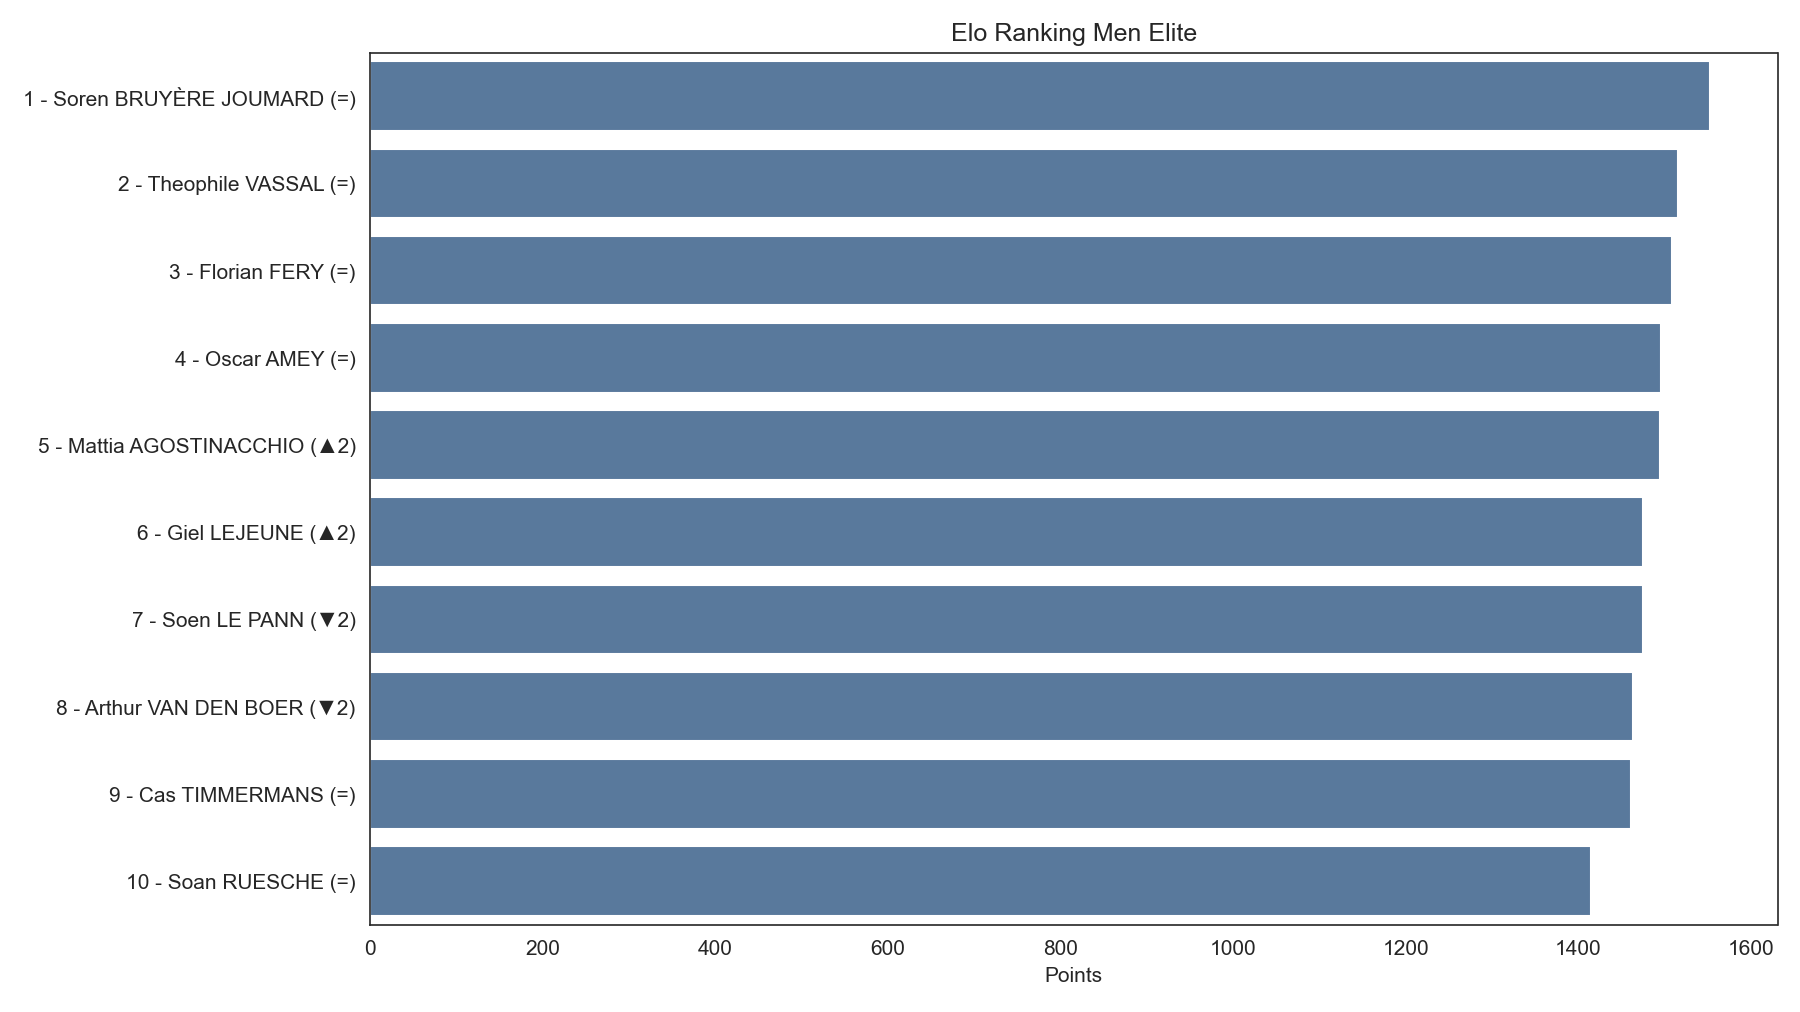 Elo Ranking Men Elite
1 - Soren BRUYÈRE JOUMARD (=)
2 - Theophile VASSAL (=)
3 - Florian FERY (=)
4 - Oscar AMEY (=)
5 - Mattia AGOSTINACCHIO (▲2)
6 - Giel LEJEUNE (▲2)
7 - Soen LE PANN (▼2)
8 - Arthur VAN DEN BOER (▼2)
9 - Cas TIMMERMANS (=)
10 - Soan RUESCHE (=)
0 200 400 600 800 1000 1200 1400 1600
Points